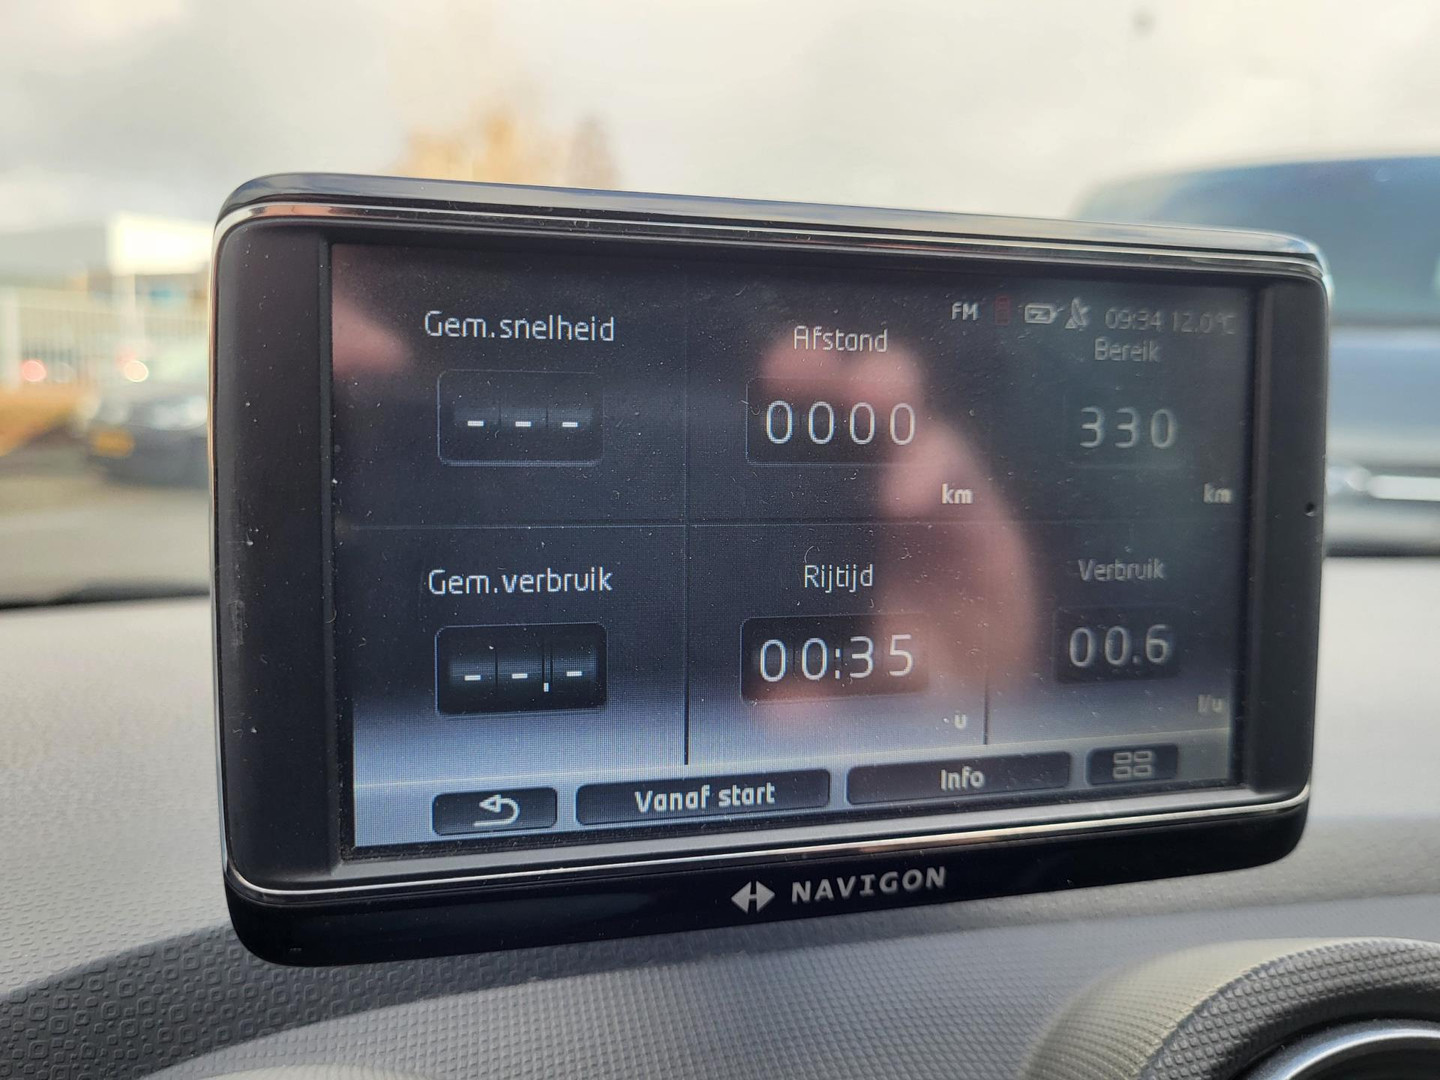 FM 09:34 12.0°C
Gem.snelheid
- - -
Afstand
0000
km
Bereik
330
km
Gem.verbruik
- -.-
Rijtijd
00:35
u
Verbruik
00.6
l/u
Vanaf start
Info
NAVIGON